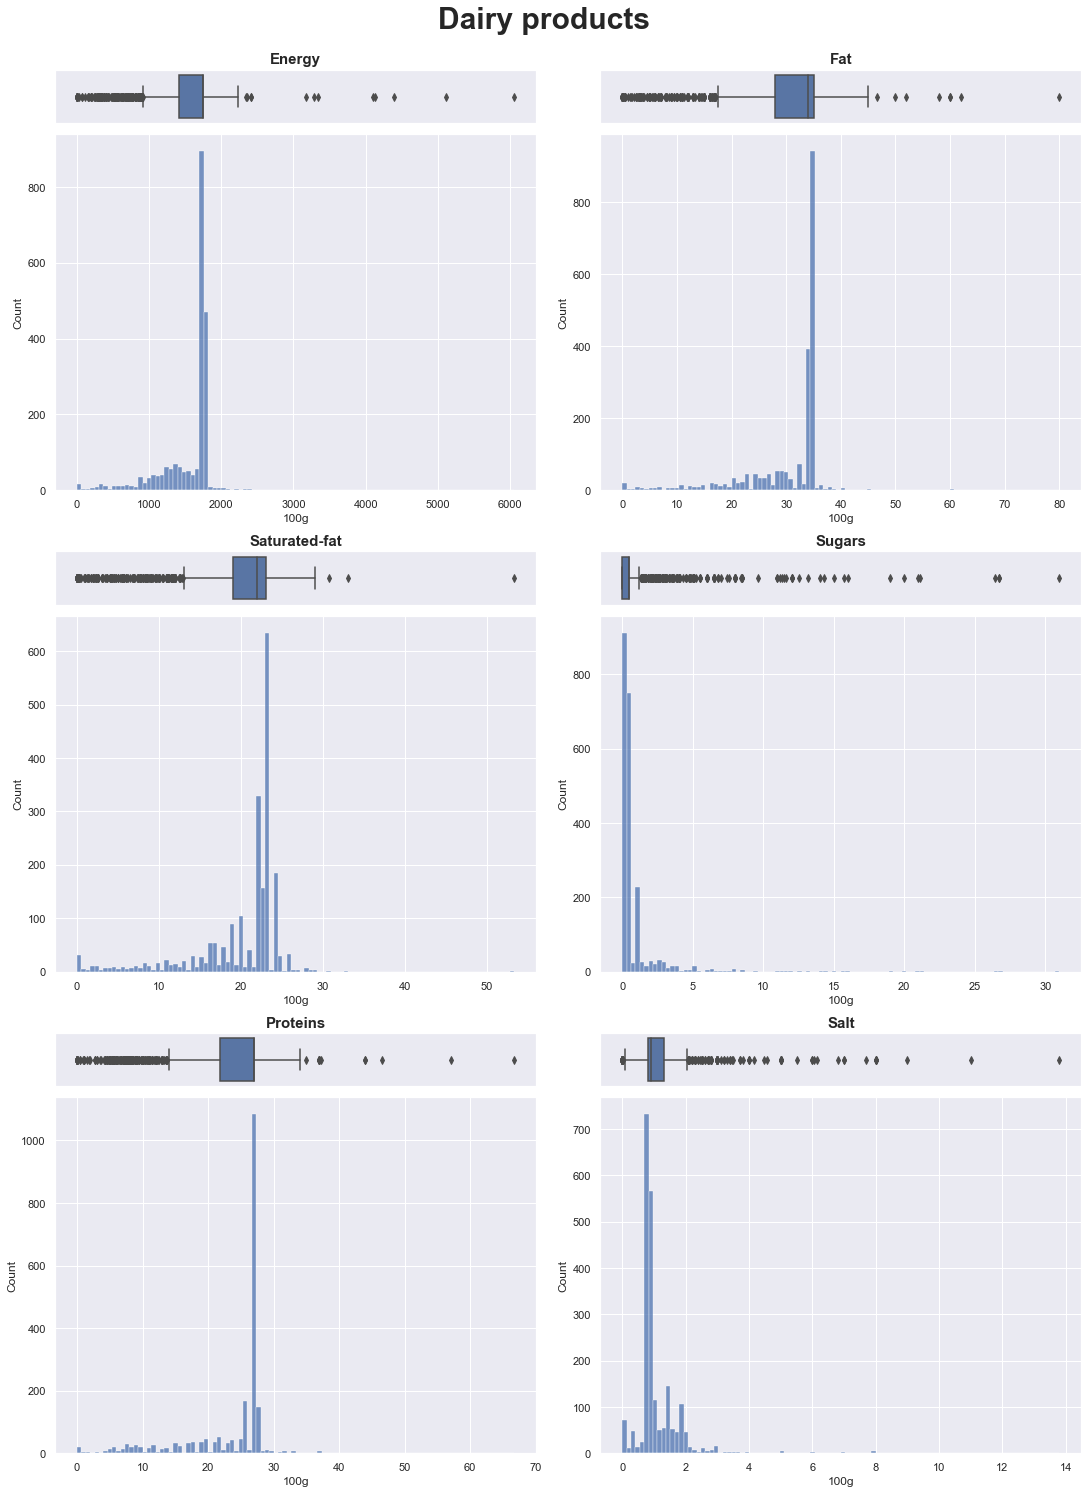 Dairy products
Energy
Count
800
600
400
200
0
0 1000 2000 3000 4000 5000 6000
100g
Fat
Count
800
600
400
200
0
0 10 20 30 40 50 60 70 80
100g
Saturated-fat
Count
600
500
400
300
200
100
0
0 10 20 30 40 50
100g
Sugars
Count
800
600
400
200
0
0 5 10 15 20 25 30
100g
Proteins
Count
1000
800
600
400
200
0
0 10 20 30 40 50 60 70
100g
Salt
Count
700
600
500
400
300
200
100
0
0 2 4 6 8 10 12 14
100g